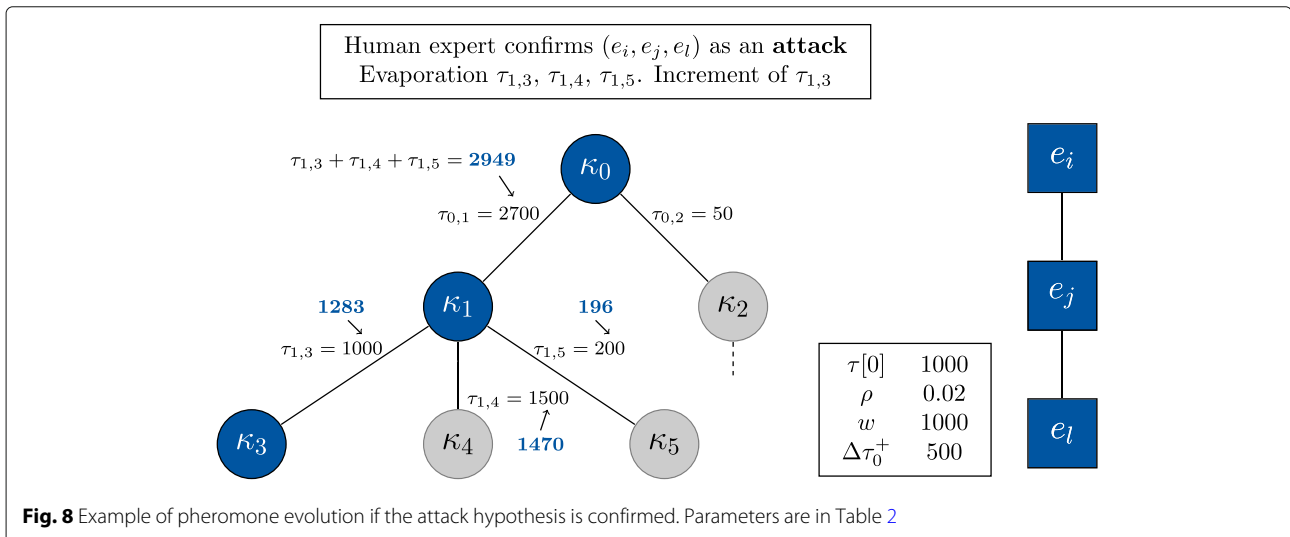 Human expert confirms (e_i, e_j, e_l) as an attack
Evaporation τ_{1,3}, τ_{1,4}, τ_{1,5}. Increment of τ_{1,3}
τ_{1,3} + τ_{1,4} + τ_{1,5} = 2949
κ_0
e_i
τ_{0,1} = 2700
τ_{0,2} = 50
κ_1
κ_2
e_j
1283
196
τ_{1,3} = 1000
τ_{1,5} = 200
τ_{1,4} = 1500
1470
κ_3
κ_4
κ_5
τ[0] 1000
ρ 0.02
w 1000
Δτ_0^+ 500
e_l
Fig. 8 Example of pheromone evolution if the attack hypothesis is confirmed. Parameters are in Table 2